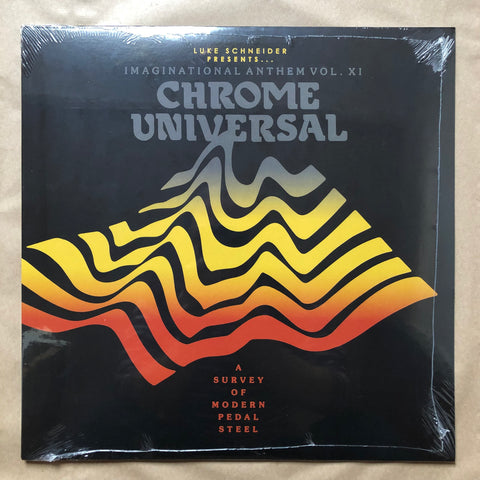 LUKE SCHNEIDER
PRESENTS...
IMAGINATIONAL ANTHEM VOL. XI
CHROME
UNIVERSAL
A
SURVEY
OF
MODERN
PEDAL
STEEL